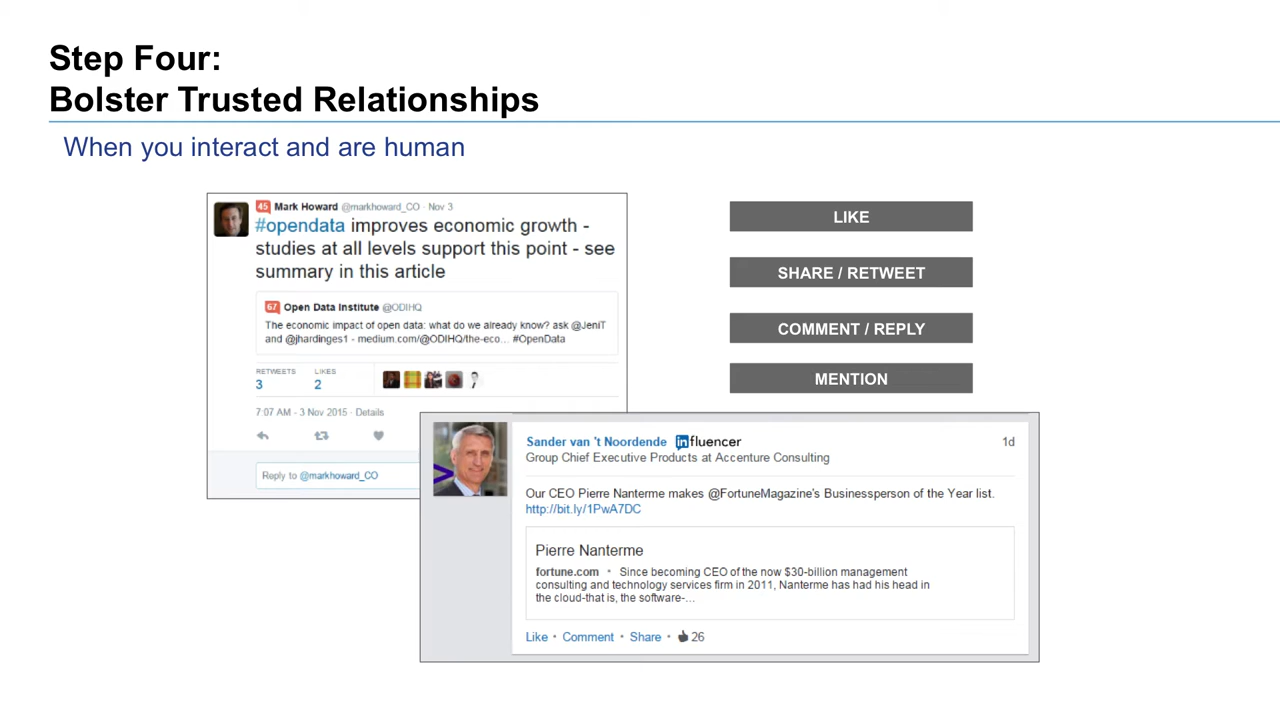 Step Four:
Bolster Trusted Relationships
When you interact and are human
45 Mark Howard @markhoward_CO · Nov 3
#opendata improves economic growth -
studies at all levels support this point - see
summary in this article
67 Open Data Institute @ODIHQ
The economic impact of open data: what do we already know? ask @JeniT
and @jhardinges1 - medium.com/@ODIHQ/the-eco... #OpenData
RETWEETS LIKES
3 2
7:07 AM - 3 Nov 2015 · Details
Reply to @markhoward_CO
LIKE
SHARE / RETWEET
COMMENT / REPLY
MENTION
Sander van 't Noordende influencer 1d
Group Chief Executive Products at Accenture Consulting
Our CEO Pierre Nanterme makes @FortuneMagazine's Businessperson of the Year list.
http://bit.ly/1PwA7DC
Pierre Nanterme
fortune.com • Since becoming CEO of the now $30-billion management
consulting and technology services firm in 2011, Nanterme has had his head in
the cloud-that is, the software-...
Like • Comment • Share • 26